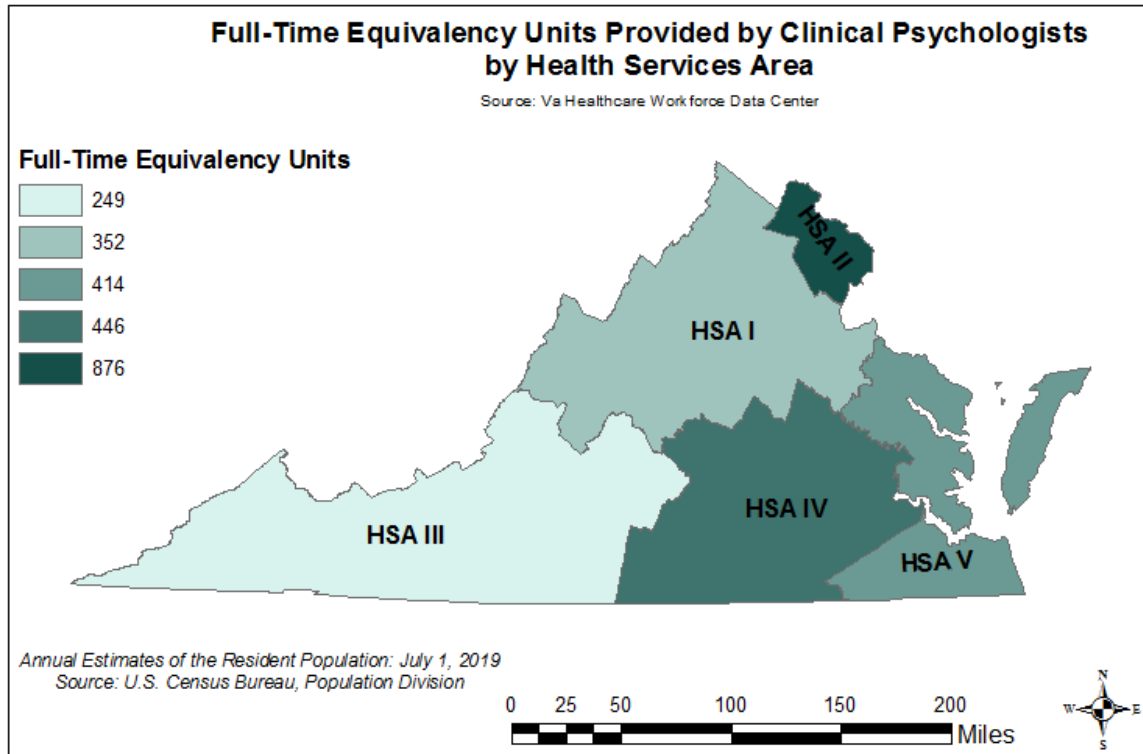 Full-Time Equivalency Units Provided by Clinical Psychologists
by Health Services Area
Source: Va Healthcare Workforce Data Center
Full-Time Equivalency Units
249
352
414
446
876
HSA II
HSA I
HSA IV
HSA III
HSA V
Annual Estimates of the Resident Population: July 1, 2019
Source: U.S. Census Bureau, Population Division
0 25 50 100 150 200
Miles
N
W E
S